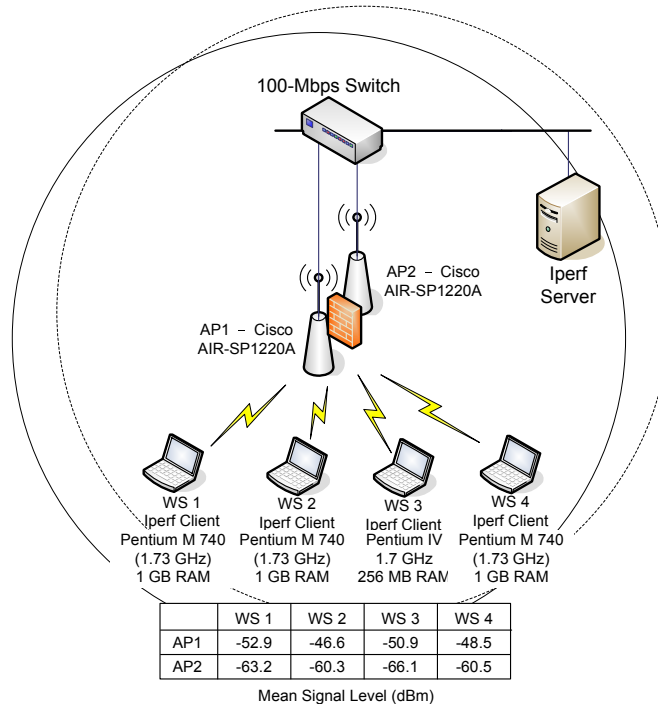 100-Mbps Switch
AP2 – Cisco
AIR-SP1220A
Iperf
Server
AP1 – Cisco
AIR-SP1220A
WS 1
Iperf Client
Pentium M 740
(1.73 GHz)
1 GB RAM
WS 2
Iperf Client
Pentium M 740
(1.73 GHz)
1 GB RAM
WS 3
Iperf Client
Pentium IV
1.7 GHz
256 MB RAM
WS 4
Iperf Client
Pentium M 740
(1.73 GHz)
1 GB RAM
WS 1 WS 2 WS 3 WS 4
AP1 -52.9 -46.6 -50.9 -48.5
AP2 -63.2 -60.3 -66.1 -60.5
Mean Signal Level (dBm)